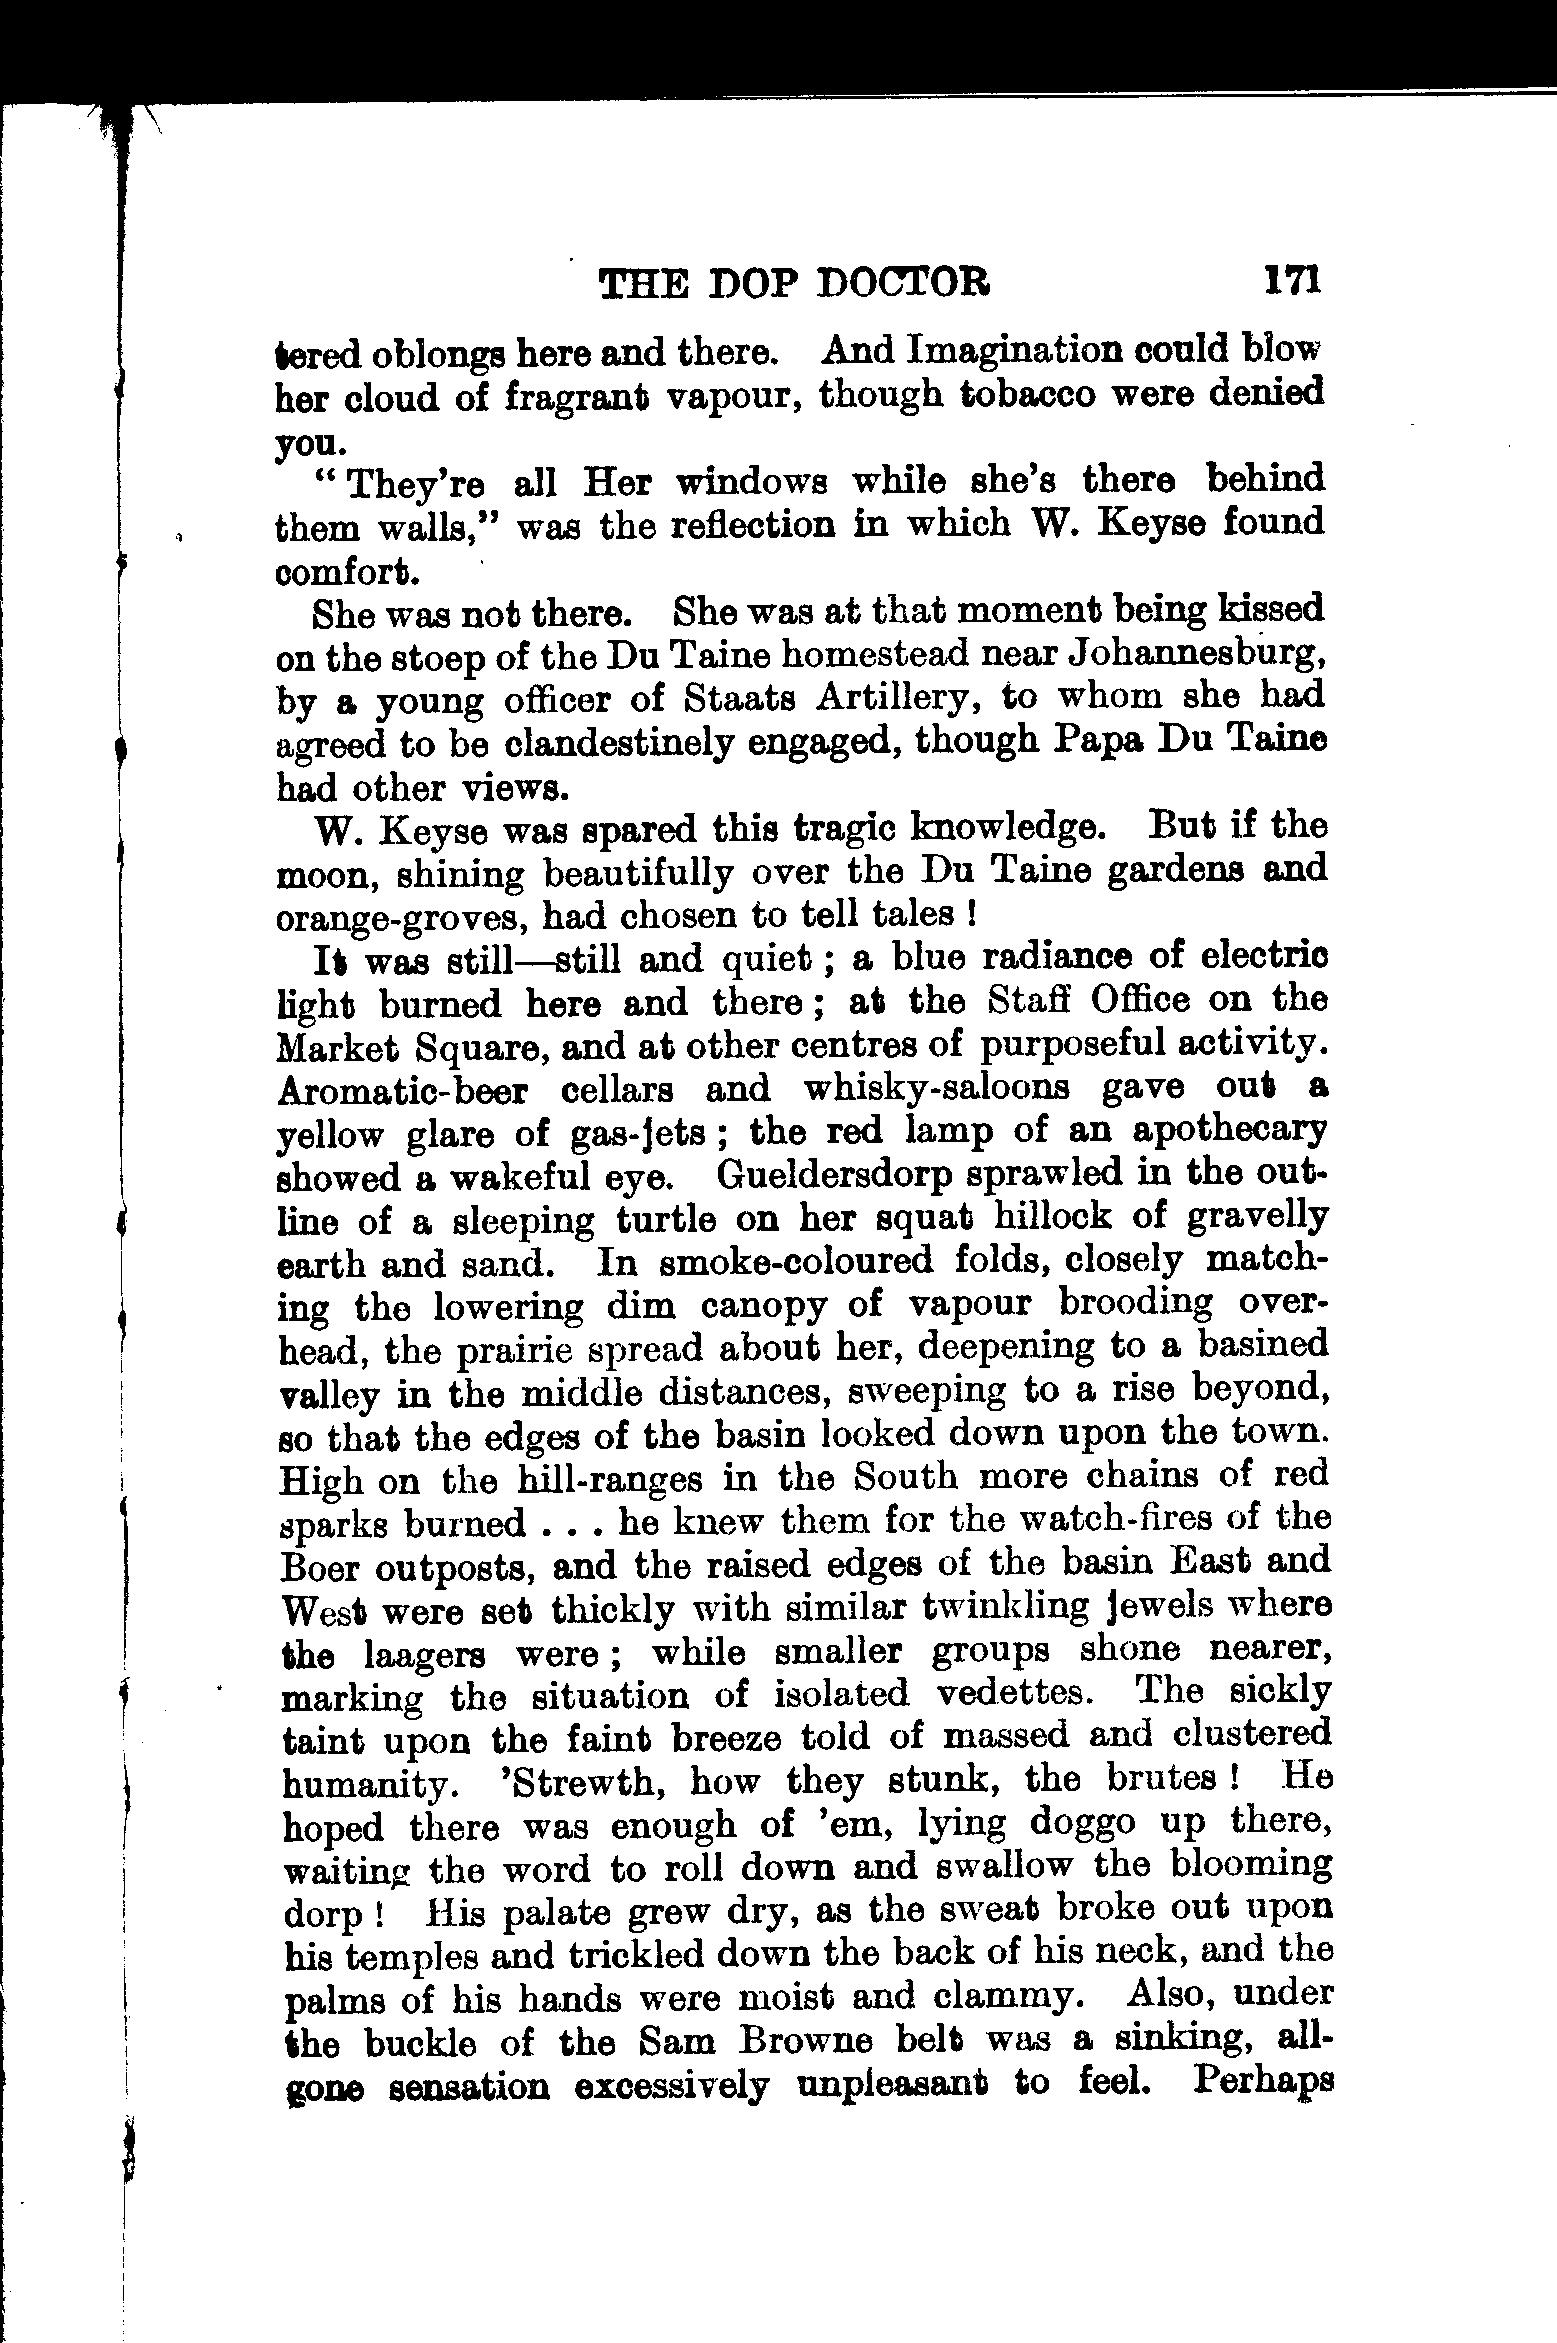 THE DOP DOCTOR 171
tered oblongs here and there. And Imagination could blow
her cloud of fragrant vapour, though tobacco were denied
you.
" They're all Her windows while she's there behind
them walls," was the reflection in which W. Keyse found
comfort.
She was not there. She was at that moment being kissed
on the stoep of the Du Taine homestead near Johannesburg,
by a young officer of Staats Artillery, to whom she had
agreed to be clandestinely engaged, though Papa Du Taine
had other views.
W. Keyse was spared this tragic knowledge. But if the
moon, shining beautifully over the Du Taine gardens and
orange-groves, had chosen to tell tales !
It was still—still and quiet ; a blue radiance of electric
light burned here and there ; at the Staff Office on the
Market Square, and at other centres of purposeful activity.
Aromatic-beer cellars and whisky-saloons gave out a
yellow glare of gas-jets ; the red lamp of an apothecary
showed a wakeful eye. Gueldersdorp sprawled in the out-
line of a sleeping turtle on her squat hillock of gravelly
earth and sand. In smoke-coloured folds, closely match-
ing the lowering dim canopy of vapour brooding over-
head, the prairie spread about her, deepening to a basined
valley in the middle distances, sweeping to a rise beyond,
so that the edges of the basin looked down upon the town.
High on the hill-ranges in the South more chains of red
sparks burned . . . he knew them for the watch-fires of the
Boer outposts, and the raised edges of the basin East and
West were set thickly with similar twinkling jewels where
the laagers were ; while smaller groups shone nearer,
marking the situation of isolated vedettes. The sickly
taint upon the faint breeze told of massed and clustered
humanity. 'Strewth, how they stunk, the brutes ! He
hoped there was enough of 'em, lying doggo up there,
waiting the word to roll down and swallow the blooming
dorp ! His palate grew dry, as the sweat broke out upon
his temples and trickled down the back of his neck, and the
palms of his hands were moist and clammy. Also, under
the buckle of the Sam Browne belt was a sinking, all-
gone sensation excessively unpleasant to feel. Perhaps